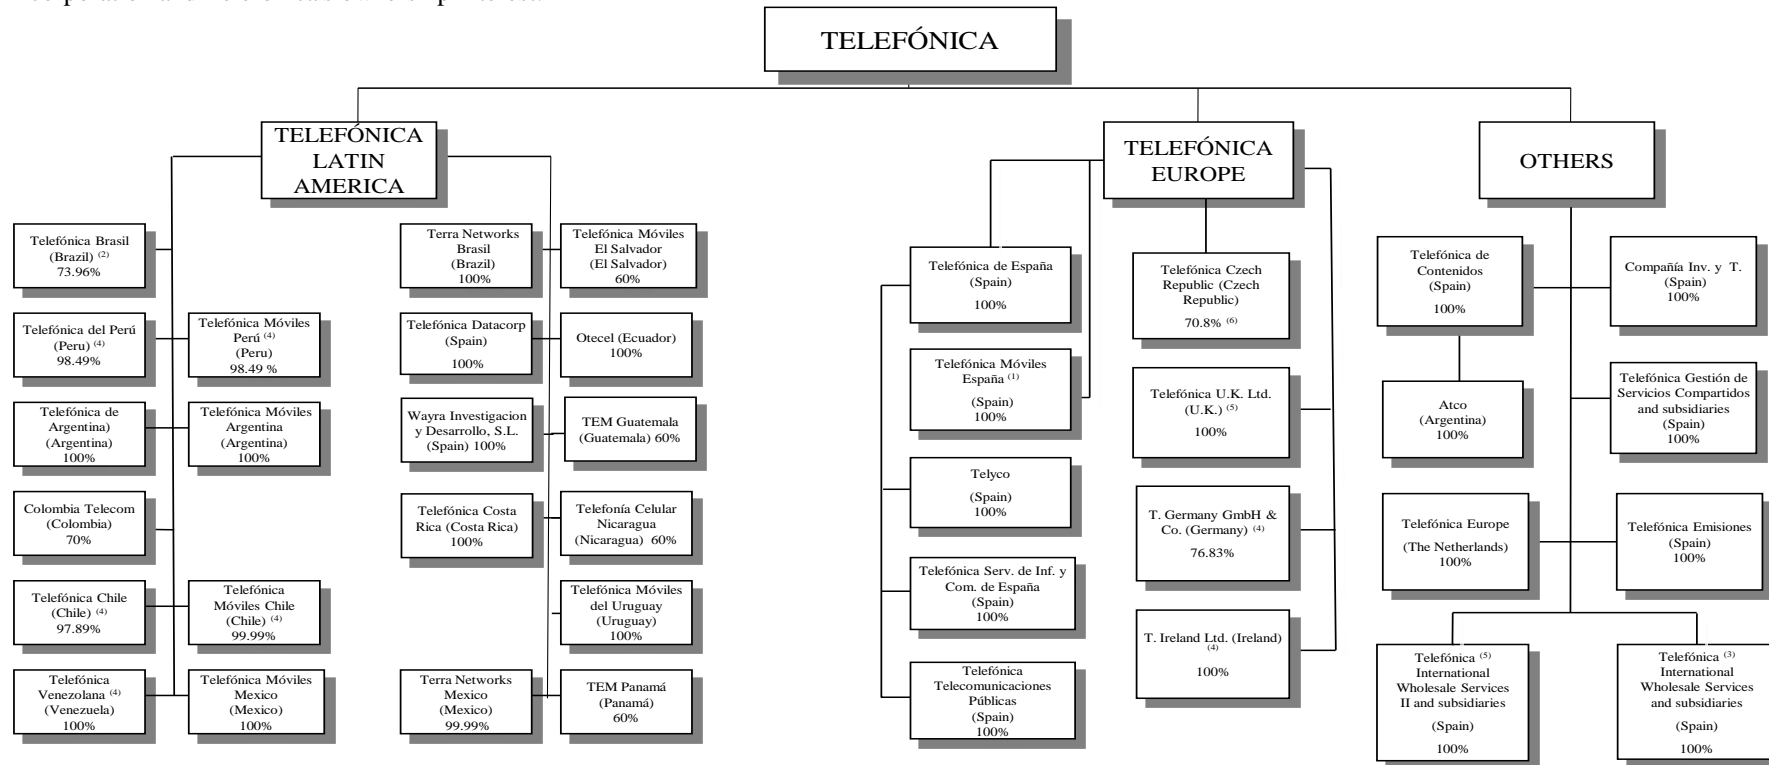 TELEFÓNICA
TELEFÓNICA
LATIN
AMERICA
TELEFÓNICA
EUROPE
OTHERS
Telefónica Brasil
(Brazil) (2)
73.96%
Telefónica del Perú
(Peru) (4)
98.49%
Telefónica Móviles
Perú (4)
(Peru)
98.49 %
Telefónica de
Argentina)
(Argentina)
100%
Telefónica Móviles
Argentina
(Argentina)
100%
Colombia Telecom
(Colombia)
70%
Telefónica Chile
(Chile) (4)
97.89%
Telefónica
Móviles Chile
(Chile) (4)
99.99%
Telefónica
Venezolana (4)
(Venezuela)
100%
Telefónica Móviles
Mexico
(Mexico)
100%
Terra Networks
Brasil
(Brazil)
100%
Telefónica Móviles
El Salvador
(El Salvador)
60%
Telefónica Datacorp
(Spain)
100%
Otecel (Ecuador)
100%
Wayra Investigacion
y Desarrollo, S.L.
(Spain) 100%
TEM Guatemala
(Guatemala) 60%
Telefónica Costa
Rica (Costa Rica)
100%
Telefonía Celular
Nicaragua
(Nicaragua) 60%
Telefónica Móviles
del Uruguay
(Uruguay)
100%
Terra Networks
Mexico
(Mexico)
99.99%
TEM Panamá
(Panamá)
60%
Telefónica de España
(Spain)
100%
Telefónica Móviles
España (1)
(Spain)
100%
Telyco
(Spain)
100%
Telefónica Serv. de Inf. y
Com. de España
(Spain)
100%
Telefónica
Telecomunicaciones
Públicas
(Spain)
100%
Telefónica Czech
Republic (Czech
Republic)
70.8% (6)
Telefónica U.K. Ltd.
(U.K.) (5)
100%
T. Germany GmbH &
Co. (Germany) (4)
76.83%
T. Ireland Ltd. (Ireland)
(4)
100%
Telefónica de
Contenidos
(Spain)
100%
Compañía Inv. y T.
(Spain)
100%
Atco
(Argentina)
100%
Telefónica Gestión de
Servicios Compartidos
and subsidiaries
(Spain)
100%
Telefónica Europe
(The Netherlands)
100%
Telefónica Emisiones
(Spain)
100%
Telefónica (5)
International
Wholesale Services
II and subsidiaries
(Spain)
100%
Telefónica (3)
International
Wholesale Services
and subsidiaries
(Spain)
100%